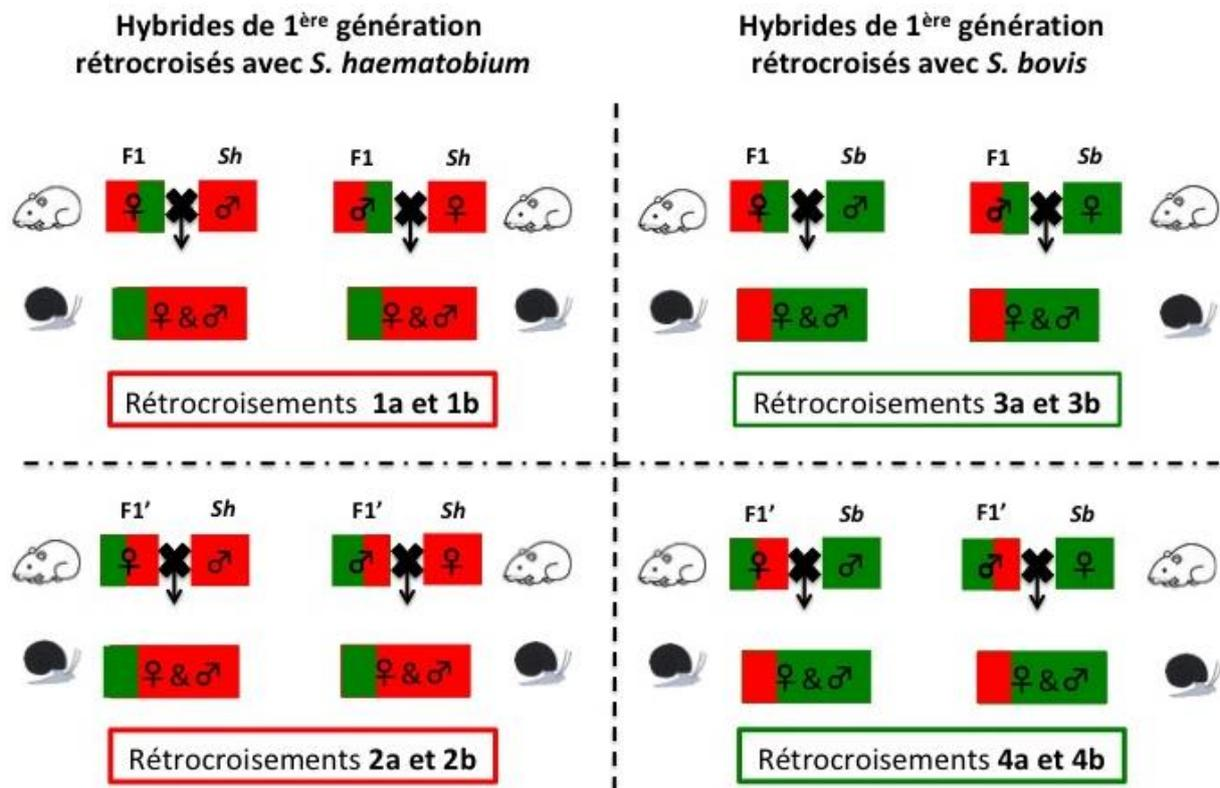 Hybrides de 1ère génération
rétrocroisés avec S. haematobium
Hybrides de 1ère génération
rétrocroisés avec S. bovis
F1 Sh F1 Sh
♀ ♂ ♂ ♀
♀ & ♂ ♀ & ♂
Rétrocroisements 1a et 1b
F1 Sb F1 Sb
♀ ♂ ♂ ♀
♀ & ♂ ♀ & ♂
Rétrocroisements 3a et 3b
F1’ Sh F1’ Sh
♀ ♂ ♂ ♀
♀ & ♂ ♀ & ♂
Rétrocroisements 2a et 2b
F1’ Sb F1’ Sb
♀ ♂ ♂ ♀
♀ & ♂ ♀ & ♂
Rétrocroisements 4a et 4b